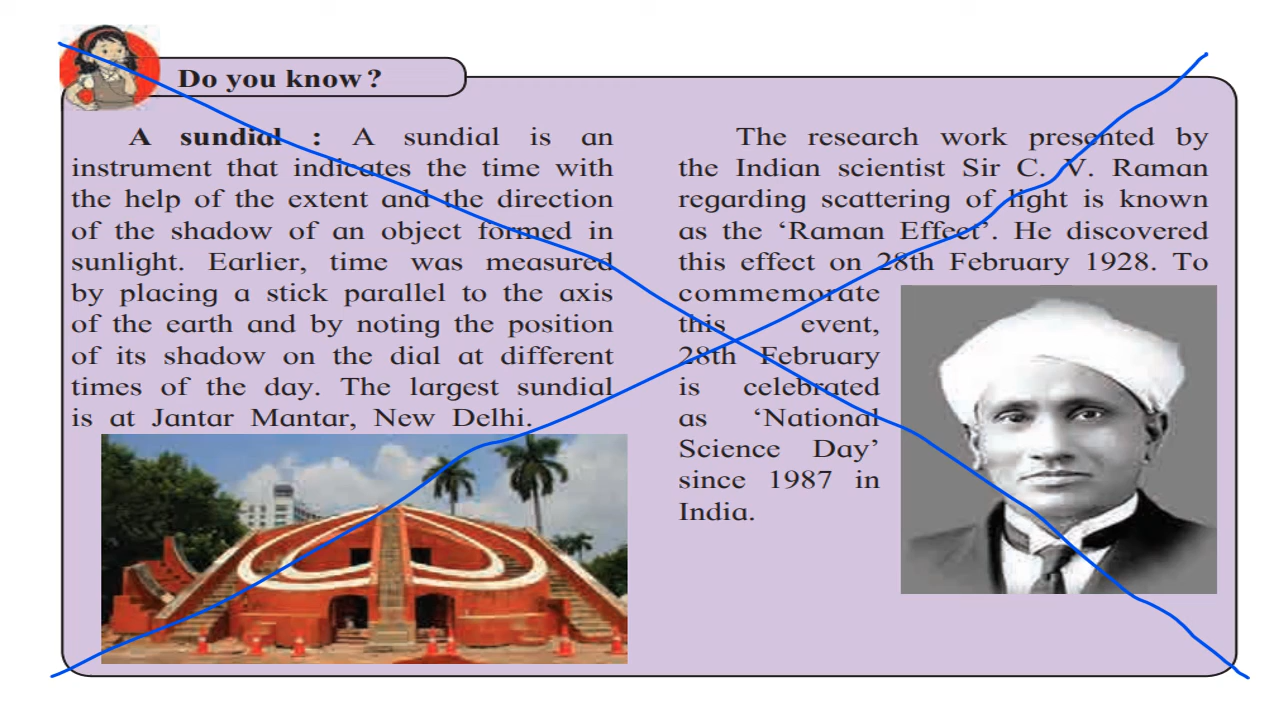 Do you know?
A sundial : A sundial is an
instrument that indicates the time with
the help of the extent and the direction
of the shadow of an object formed in
sunlight. Earlier, time was measured
by placing a stick parallel to the axis
of the earth and by noting the position
of its shadow on the dial at different
times of the day. The largest sundial
is at Jantar Mantar, New Delhi.
The research work presented by
the Indian scientist Sir C. V. Raman
regarding scattering of light is known
as the ‘Raman Effect’. He discovered
this effect on 28th February 1928. To
commemorate
this event,
28th February
is celebrated
as ‘National
Science Day’
since 1987 in
India.